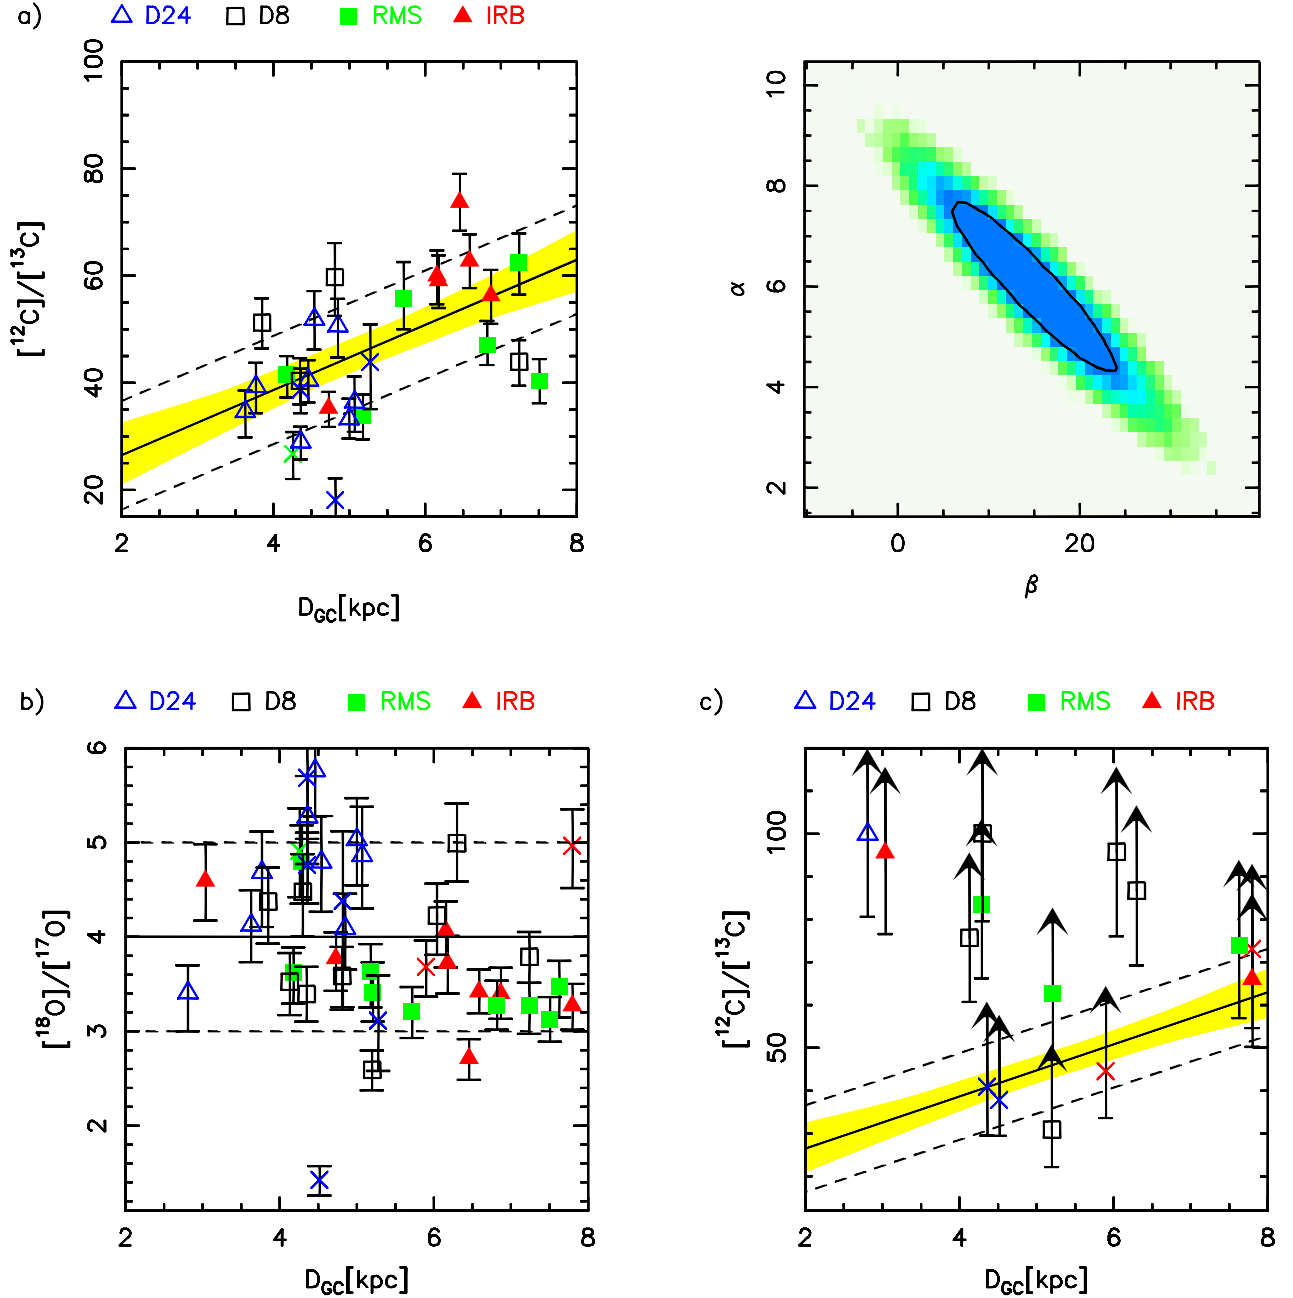 a) D24 D8 RMS IRB
100
80
60
40
20
[¹²C]/[¹³C]
2 4 6 8
D_GC[kpc]
10
8
6
4
2
α
0 20
β
b) D24 D8 RMS IRB
6
5
4
3
2
[¹⁸O]/[¹⁷O]
2 4 6 8
D_GC[kpc]
c) D24 D8 RMS IRB
100
50
[¹²C]/[¹³C]
2 4 6 8
D_GC[kpc]